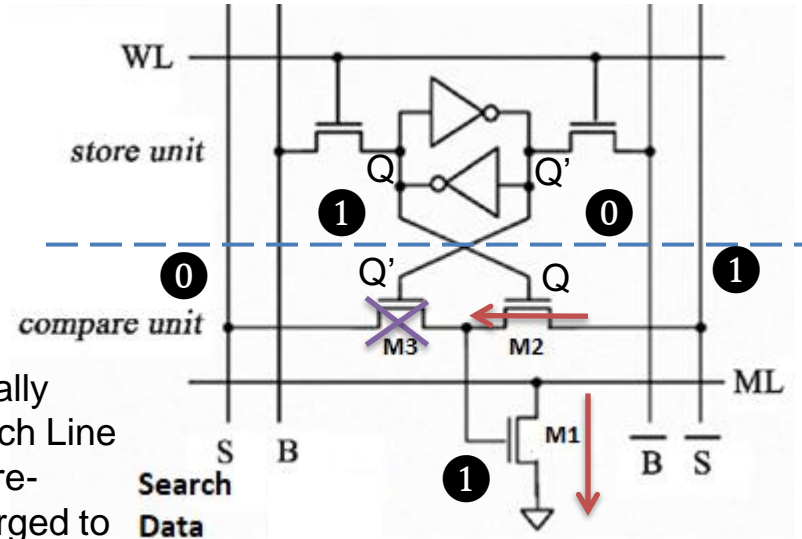 WL
store unit
Q
Q'
1
0
0
Q'
Q
1
compare unit
M3
M2
ally
ML
ch Line
S
B
M1
B
S
re-
Search
1
rged to
Data